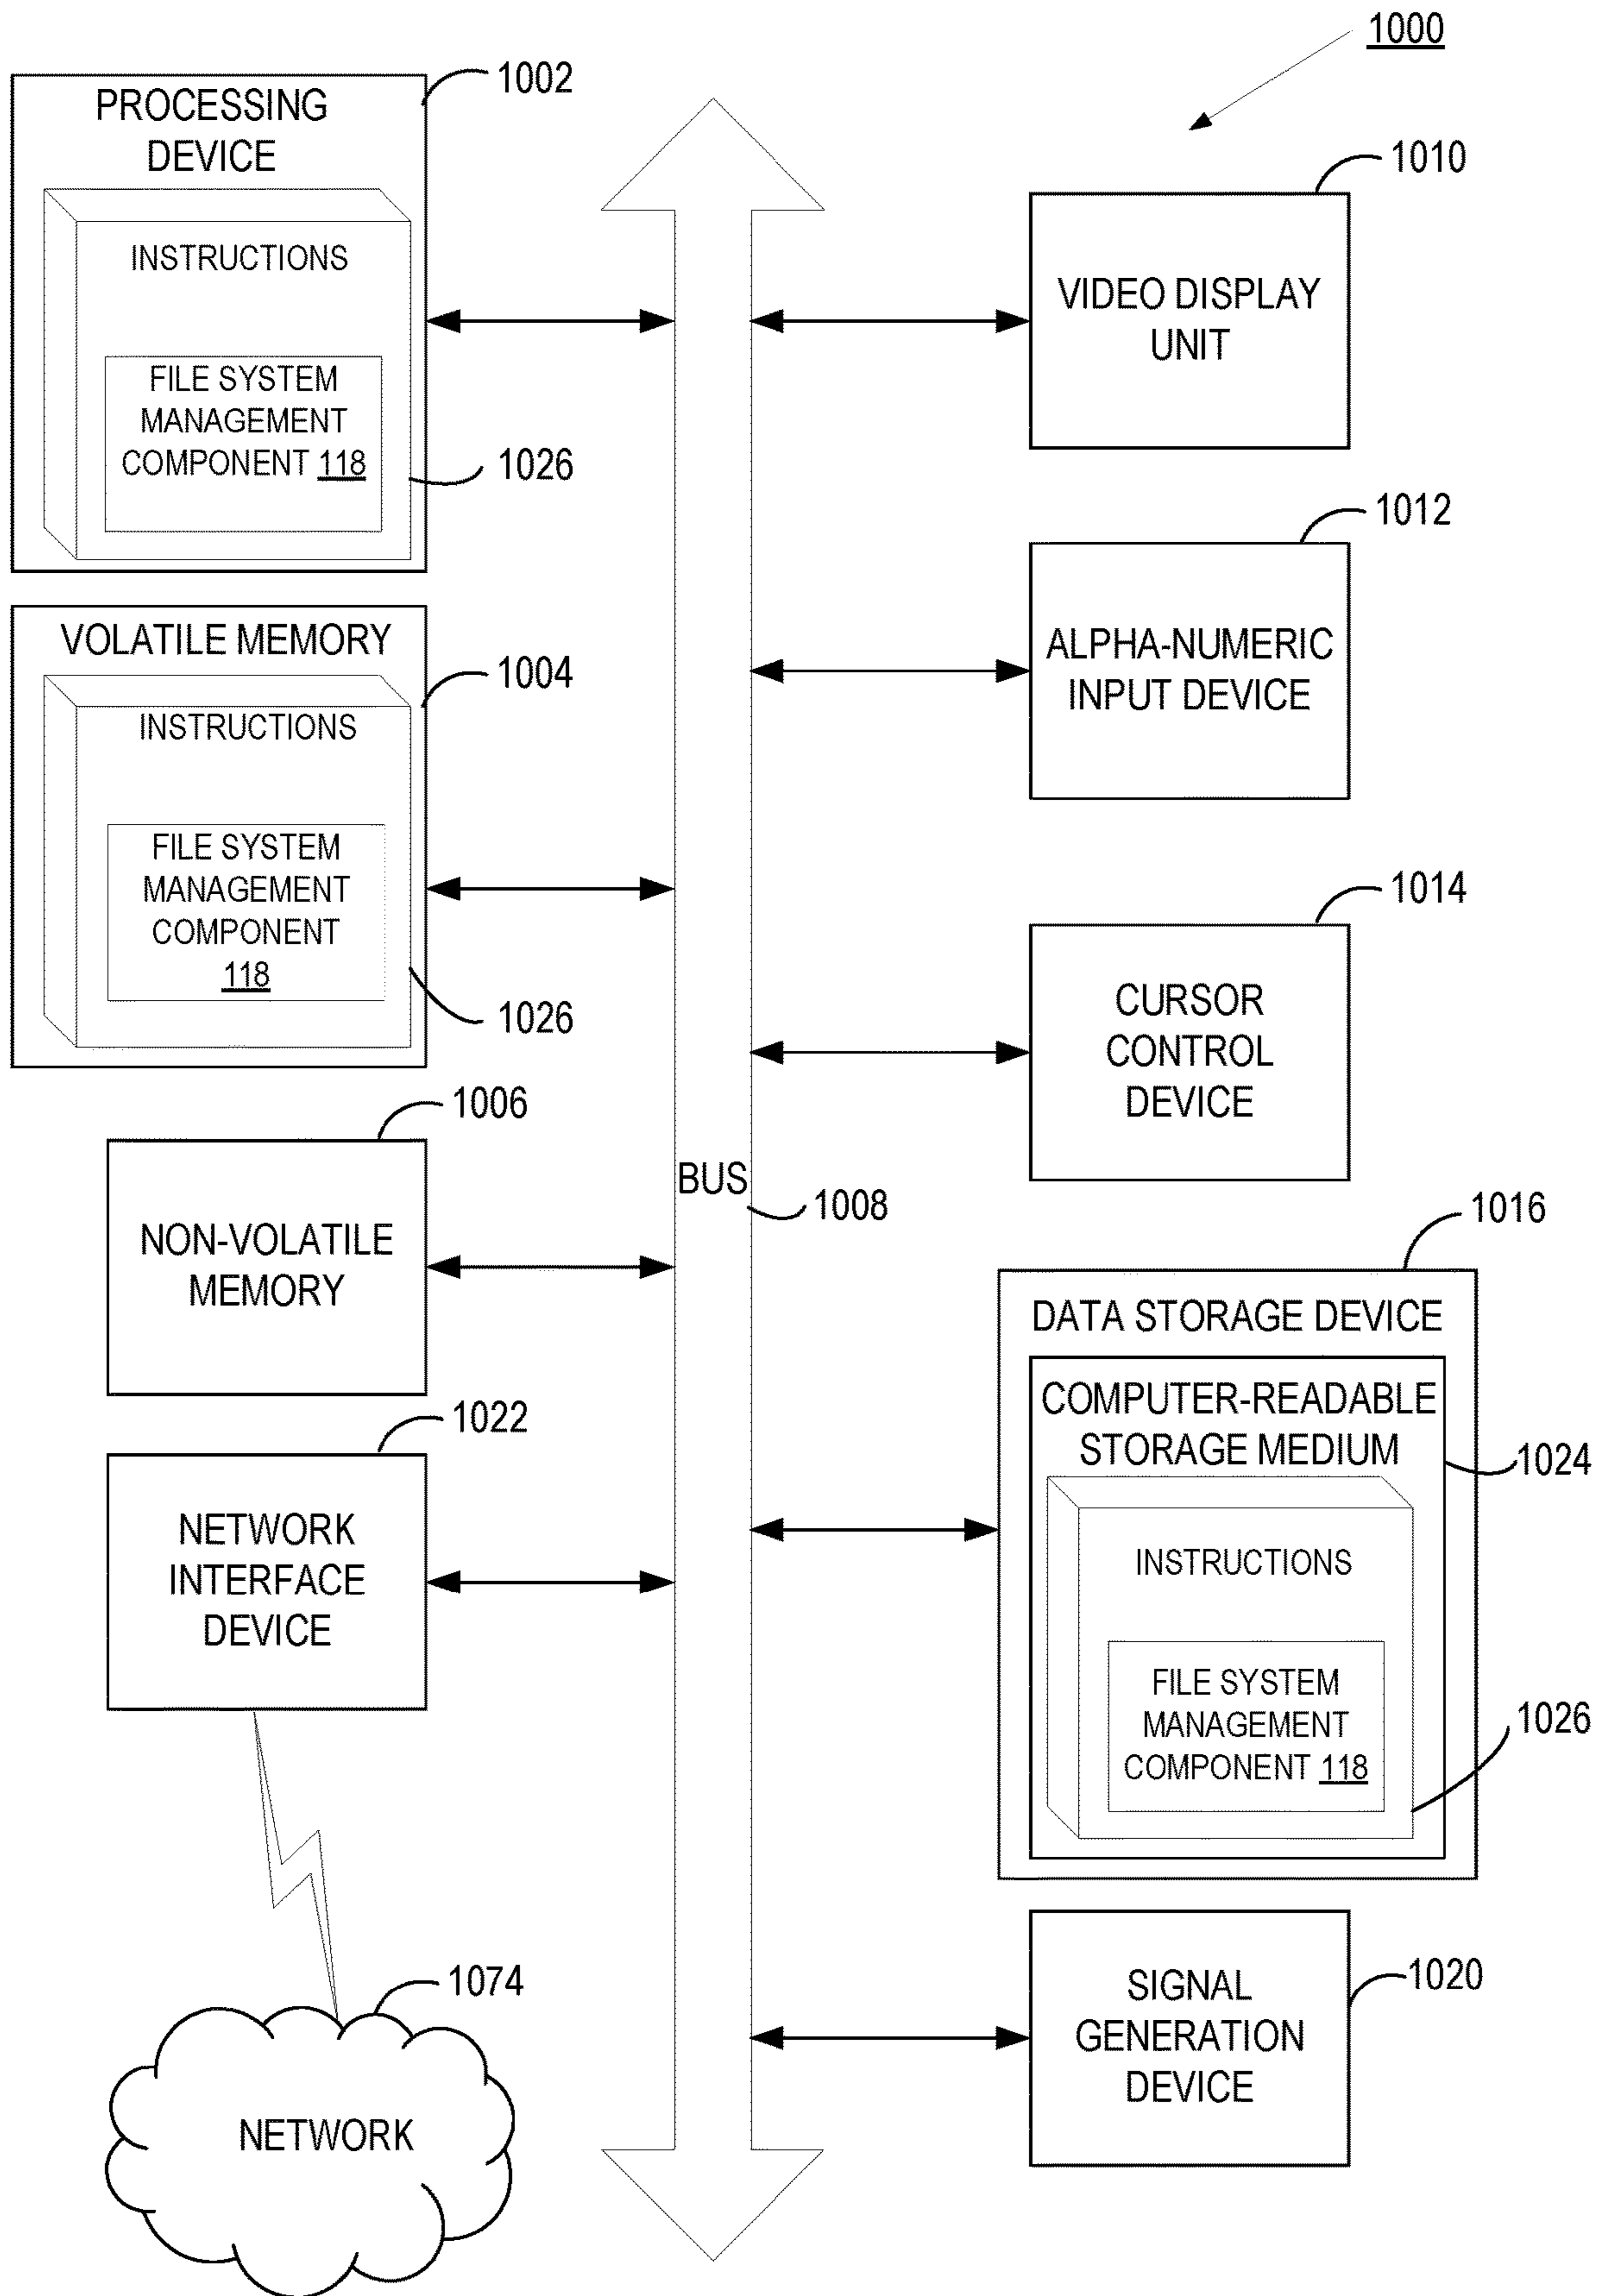 1000
1002
PROCESSING
DEVICE
INSTRUCTIONS
FILE SYSTEM
MANAGEMENT
COMPONENT 118
1026
VOLATILE MEMORY
1004
INSTRUCTIONS
FILE SYSTEM
MANAGEMENT
COMPONENT
118
1026
1006
NON-VOLATILE
MEMORY
1022
NETWORK
INTERFACE
DEVICE
1074
NETWORK
BUS
1008
1010
VIDEO DISPLAY
UNIT
1012
ALPHA-NUMERIC
INPUT DEVICE
1014
CURSOR
CONTROL
DEVICE
1016
DATA STORAGE DEVICE
COMPUTER-READABLE
STORAGE MEDIUM
1024
INSTRUCTIONS
FILE SYSTEM
MANAGEMENT
COMPONENT 118
1026
SIGNAL
GENERATION
DEVICE
1020